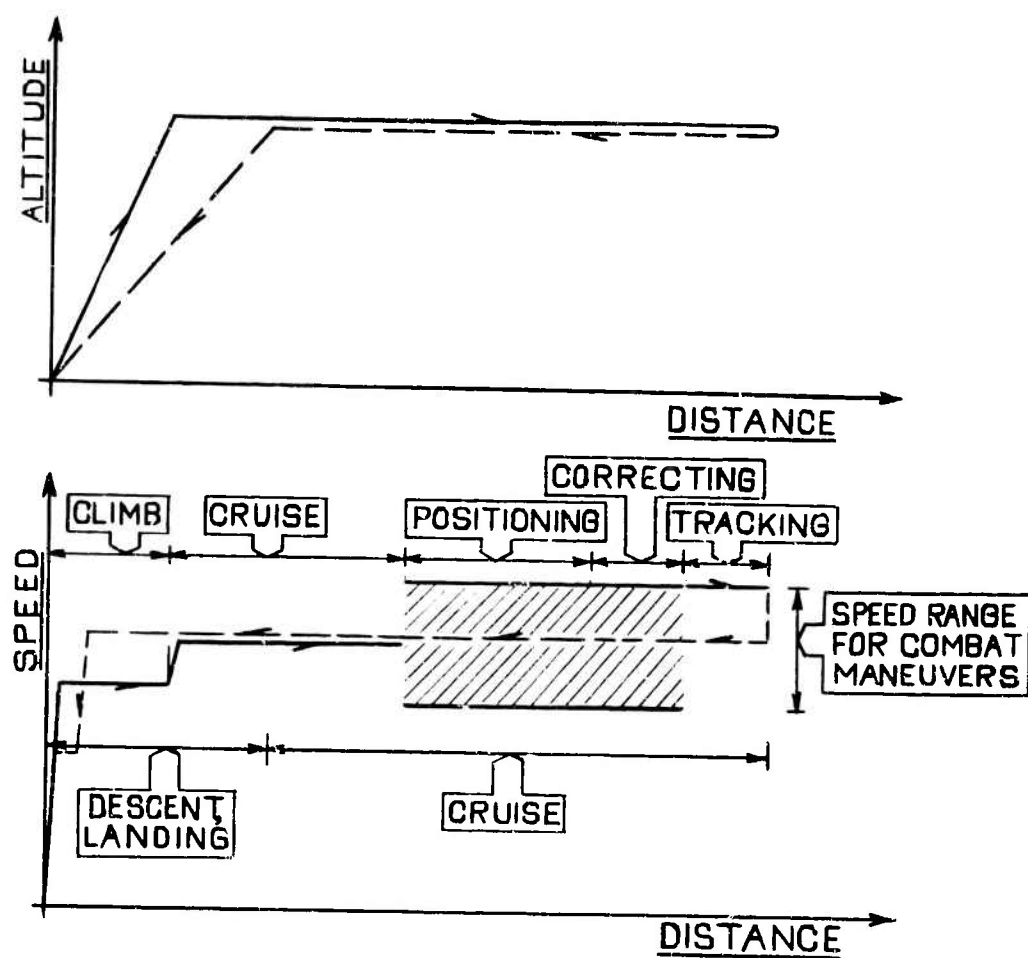 ALTITUDE
DISTANCE
CORRECTING
CLIMB
CRUISE
POSITIONING
TRACKING
SPEED
SPEED RANGE
FOR COMBAT
MANEUVERS
DESCENT,
LANDING
CRUISE
DISTANCE